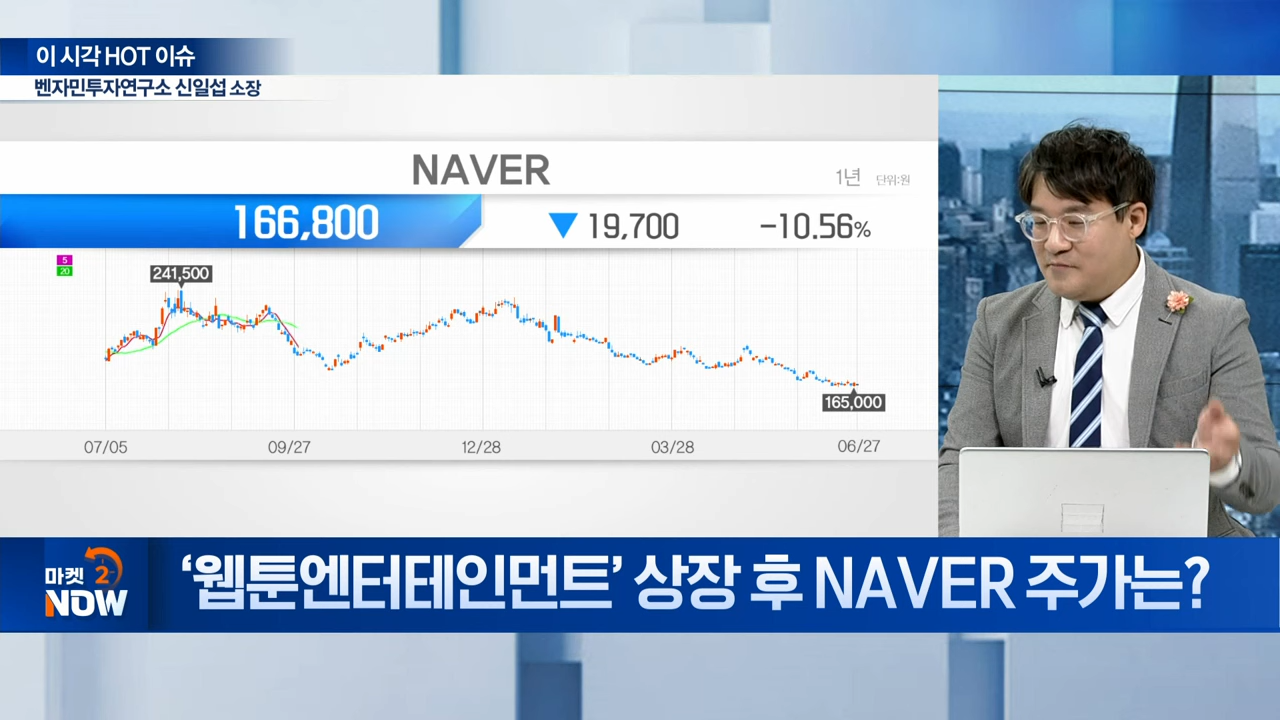 이 시각 HOT 이슈
벤자민투자연구소 신일섭 소장
NAVER
1년 단위:원
166,800 ▼ 19,700 -10.56%
5
20
241,500
165,000
07/05 09/27 12/28 03/28 06/27
마켓 2
NOW
‘웹툰엔터테인먼트’ 상장 후 NAVER 주가는?